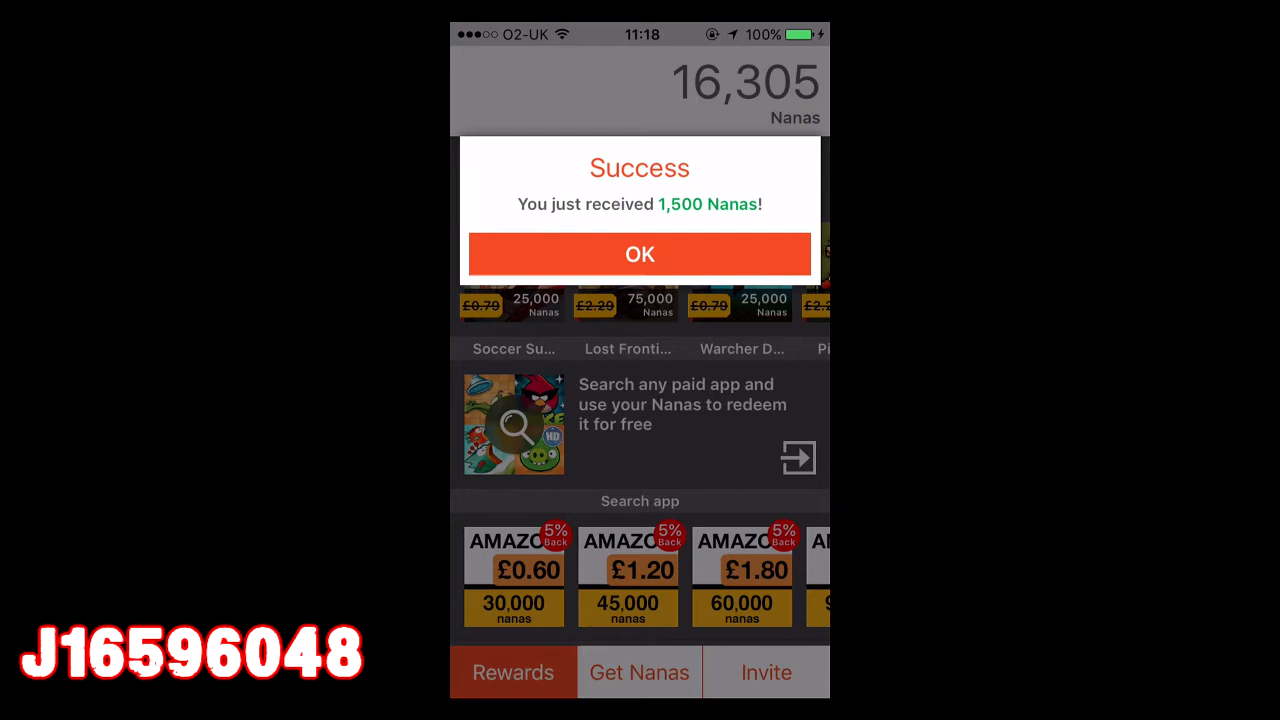 O2-UK 11:18 100%
16,305
Nanas
Success
You just received 1,500 Nanas!
OK
£0.79 25,000 Nanas £2.29 75,000 Nanas £0.79 25,000 Nanas
Soccer Su... Lost Fronti... Warcher D... Pi
Search any paid app and
use your Nanas to redeem
it for free
HD
Search app
5% Back 5% Back 5% Back
AMAZO AMAZO AMAZO
£0.60 £1.20 £1.80
30,000 45,000 60,000
nanas nanas nanas
Rewards Get Nanas Invite
J16596048